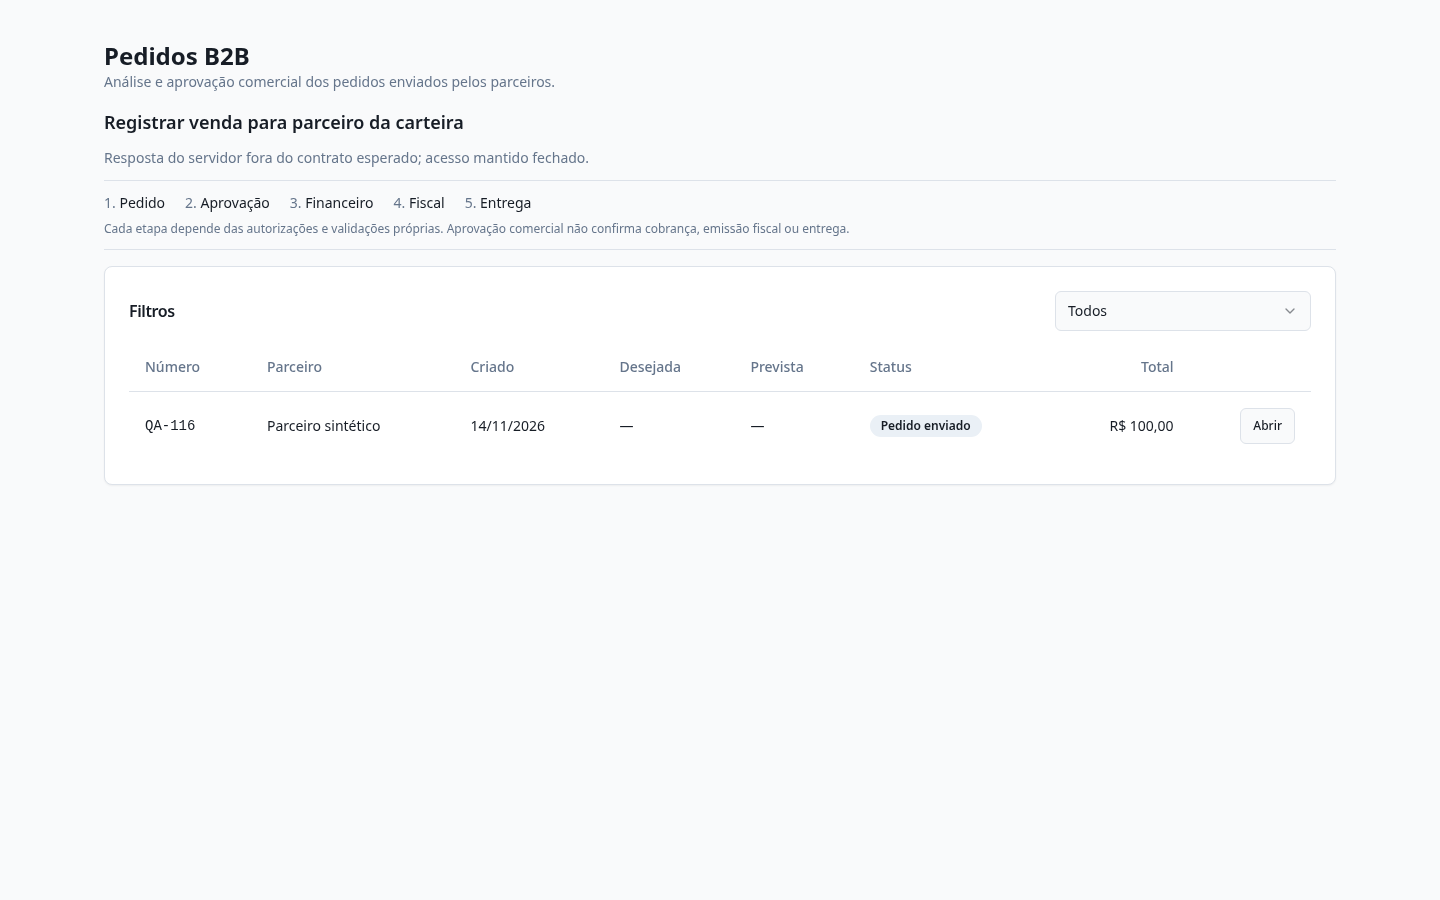 Pedidos B2B
Análise e aprovação comercial dos pedidos enviados pelos parceiros.
Registrar venda para parceiro da carteira
Resposta do servidor fora do contrato esperado; acesso mantido fechado.
1. Pedido 2. Aprovação 3. Financeiro 4. Fiscal 5. Entrega
Cada etapa depende das autorizações e validações próprias. Aprovação comercial não confirma cobrança, emissão fiscal ou entrega.
Filtros Todos
Número Parceiro Criado Desejada Prevista Status Total
QA-116 Parceiro sintético 14/11/2026 — — Pedido enviado R$ 100,00 Abrir